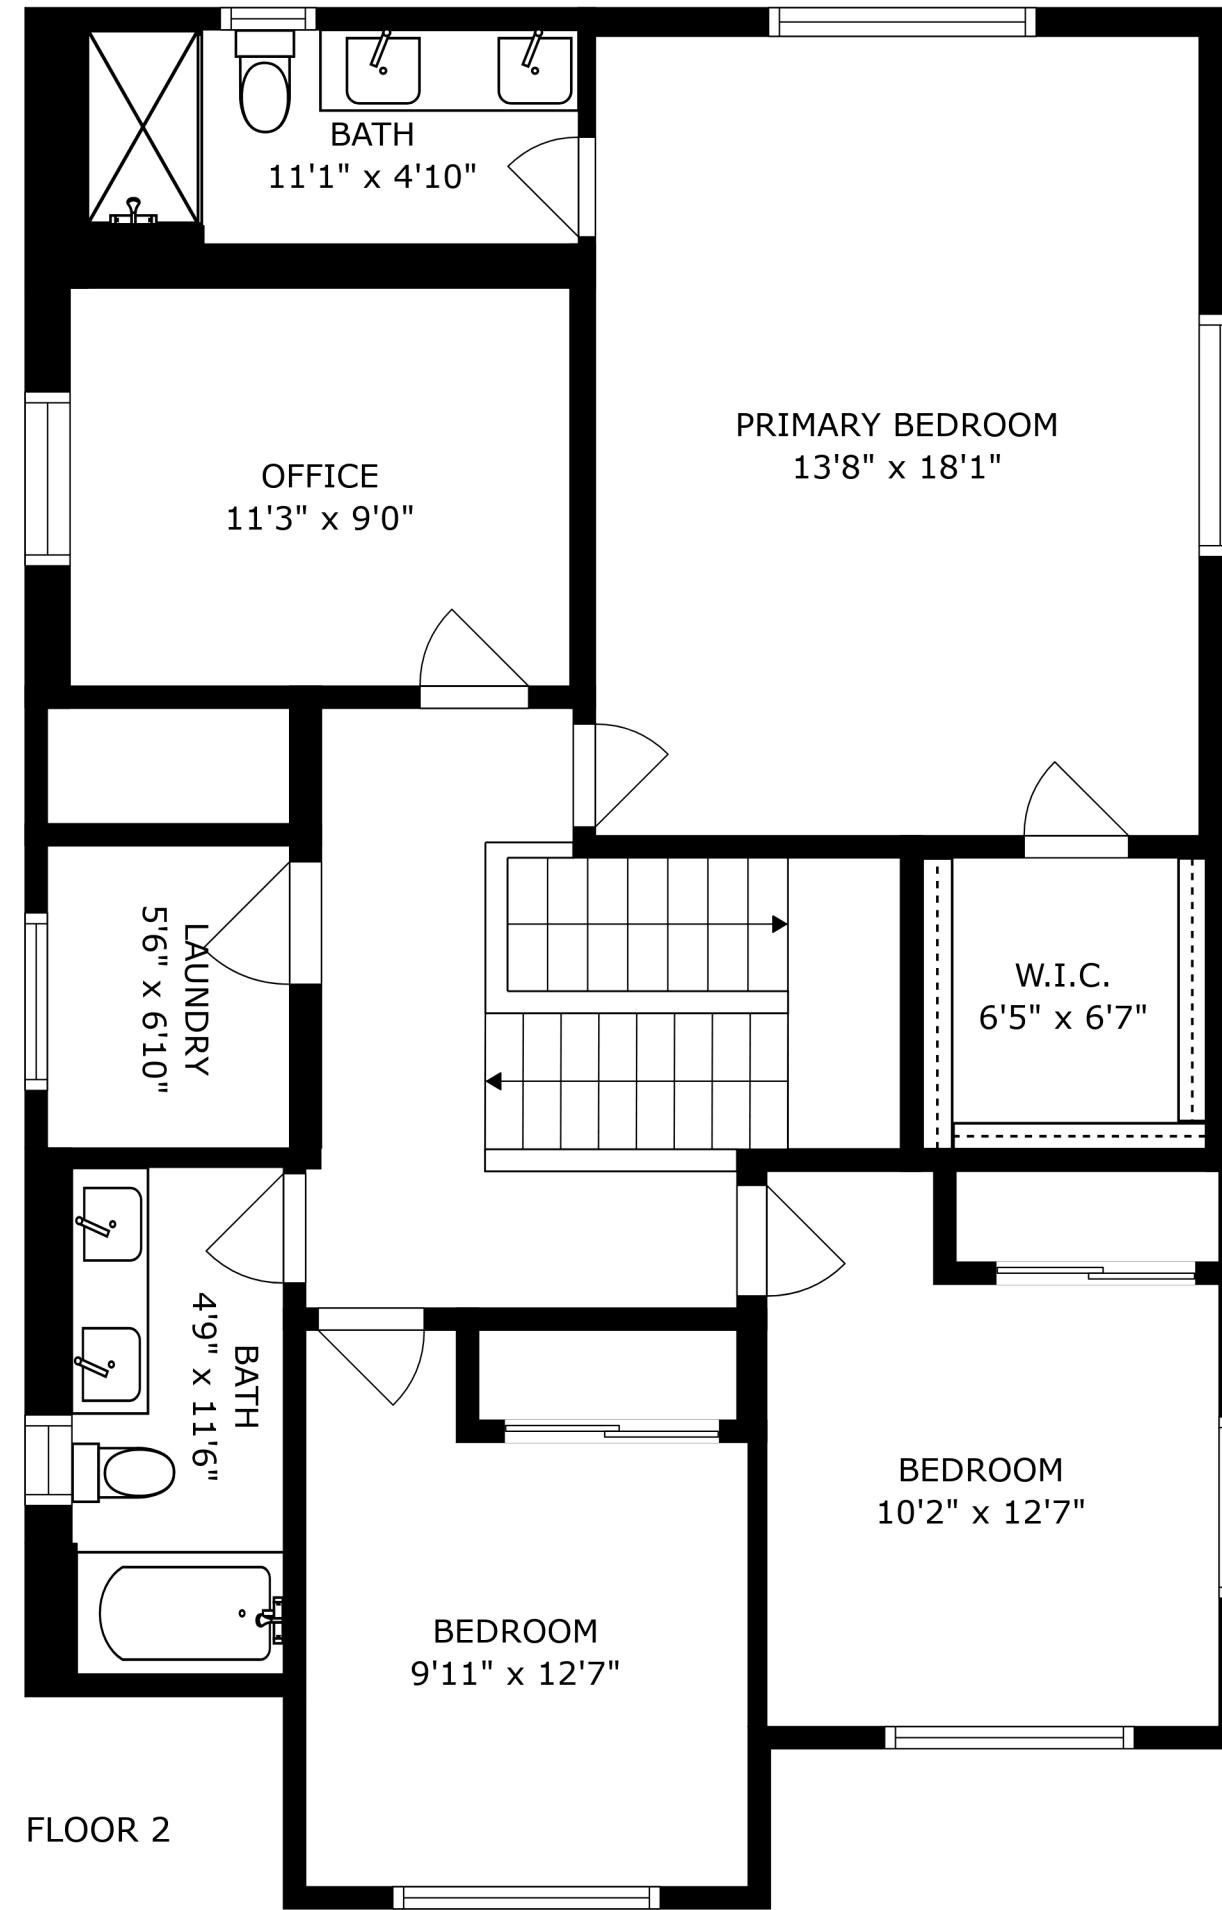 BATH
11'1" x 4'10"
PRIMARY BEDROOM
13'8" x 18'1"
OFFICE
11'3" x 9'0"
LAUNDRY
5'6" x 6'10"
W.I.C.
6'5" x 6'7"
BATH
4'9" x 11'6"
BEDROOM
10'2" x 12'7"
BEDROOM
9'11" x 12'7"
FLOOR 2